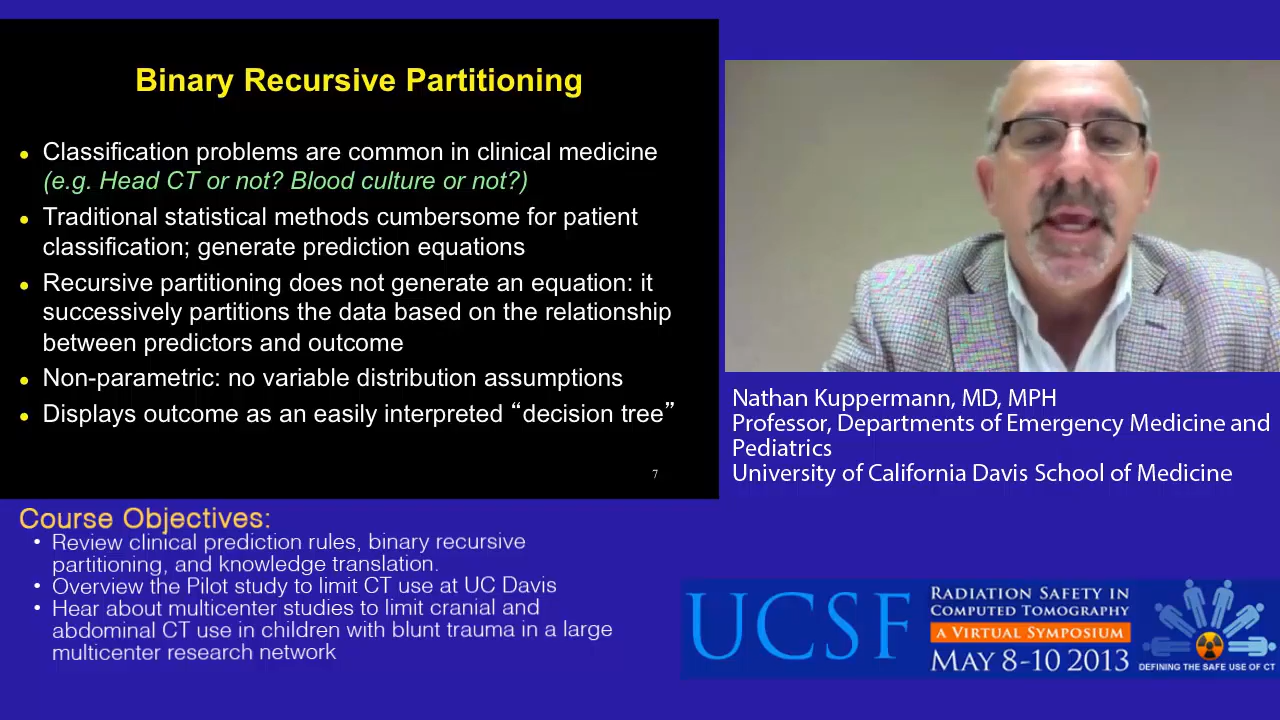 Binary Recursive Partitioning
• Classification problems are common in clinical medicine
(e.g. Head CT or not? Blood culture or not?)
• Traditional statistical methods cumbersome for patient
classification; generate prediction equations
• Recursive partitioning does not generate an equation: it
successively partitions the data based on the relationship
between predictors and outcome
• Non-parametric: no variable distribution assumptions
• Displays outcome as an easily interpreted “decision tree”
7
Nathan Kuppermann, MD, MPH
Professor, Departments of Emergency Medicine and
Pediatrics
University of California Davis School of Medicine
Course Objectives:
• Review clinical prediction rules, binary recursive
partitioning, and knowledge translation.
• Overview the Pilot study to limit CT use at UC Davis
• Hear about multicenter studies to limit cranial and
abdominal CT use in children with blunt trauma in a large
multicenter research network
UCSF
RADIATION SAFETY IN
COMPUTED TOMOGRAPHY
A VIRTUAL SYMPOSIUM
MAY 8-10 2013
DEFINING THE SAFE USE OF CT